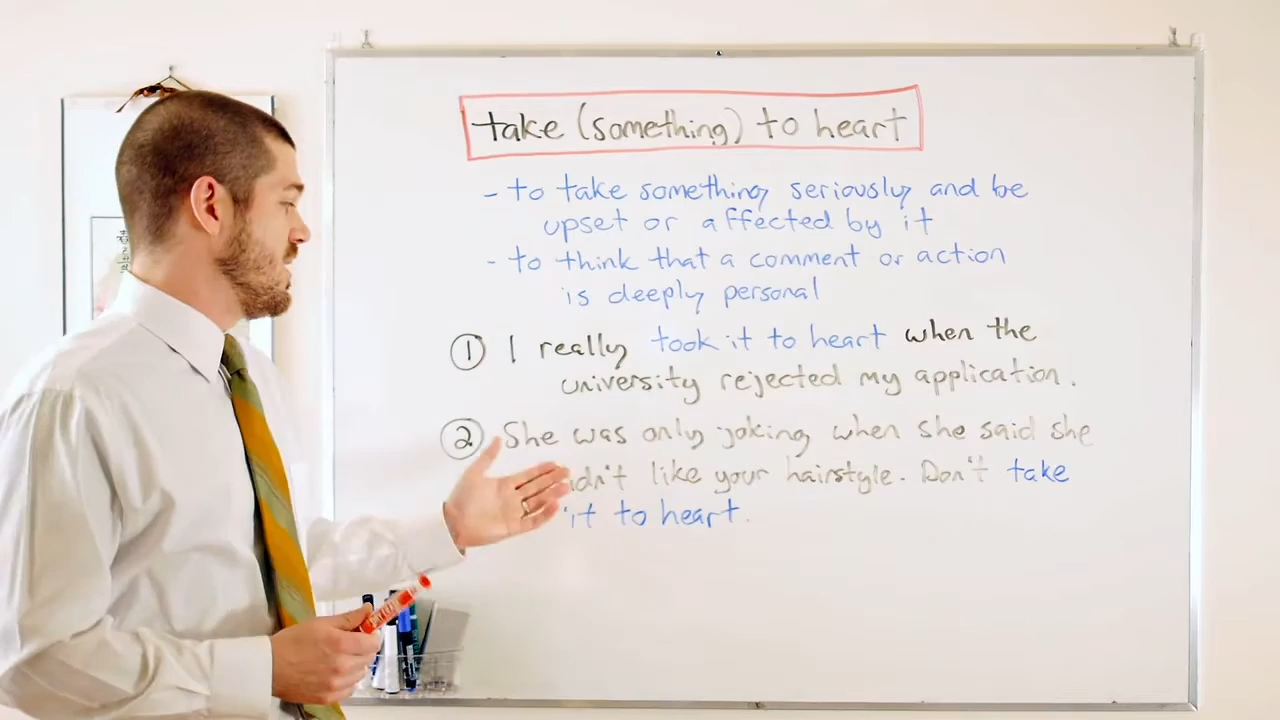 take (something) to heart
- to take something seriously and be
upset or affected by it
- to think that a comment or action
is deeply personal
① I really took it to heart when the
university rejected my application.
② She was only joking when she said she
idn't like your hairstyle. Don't take
it to heart.